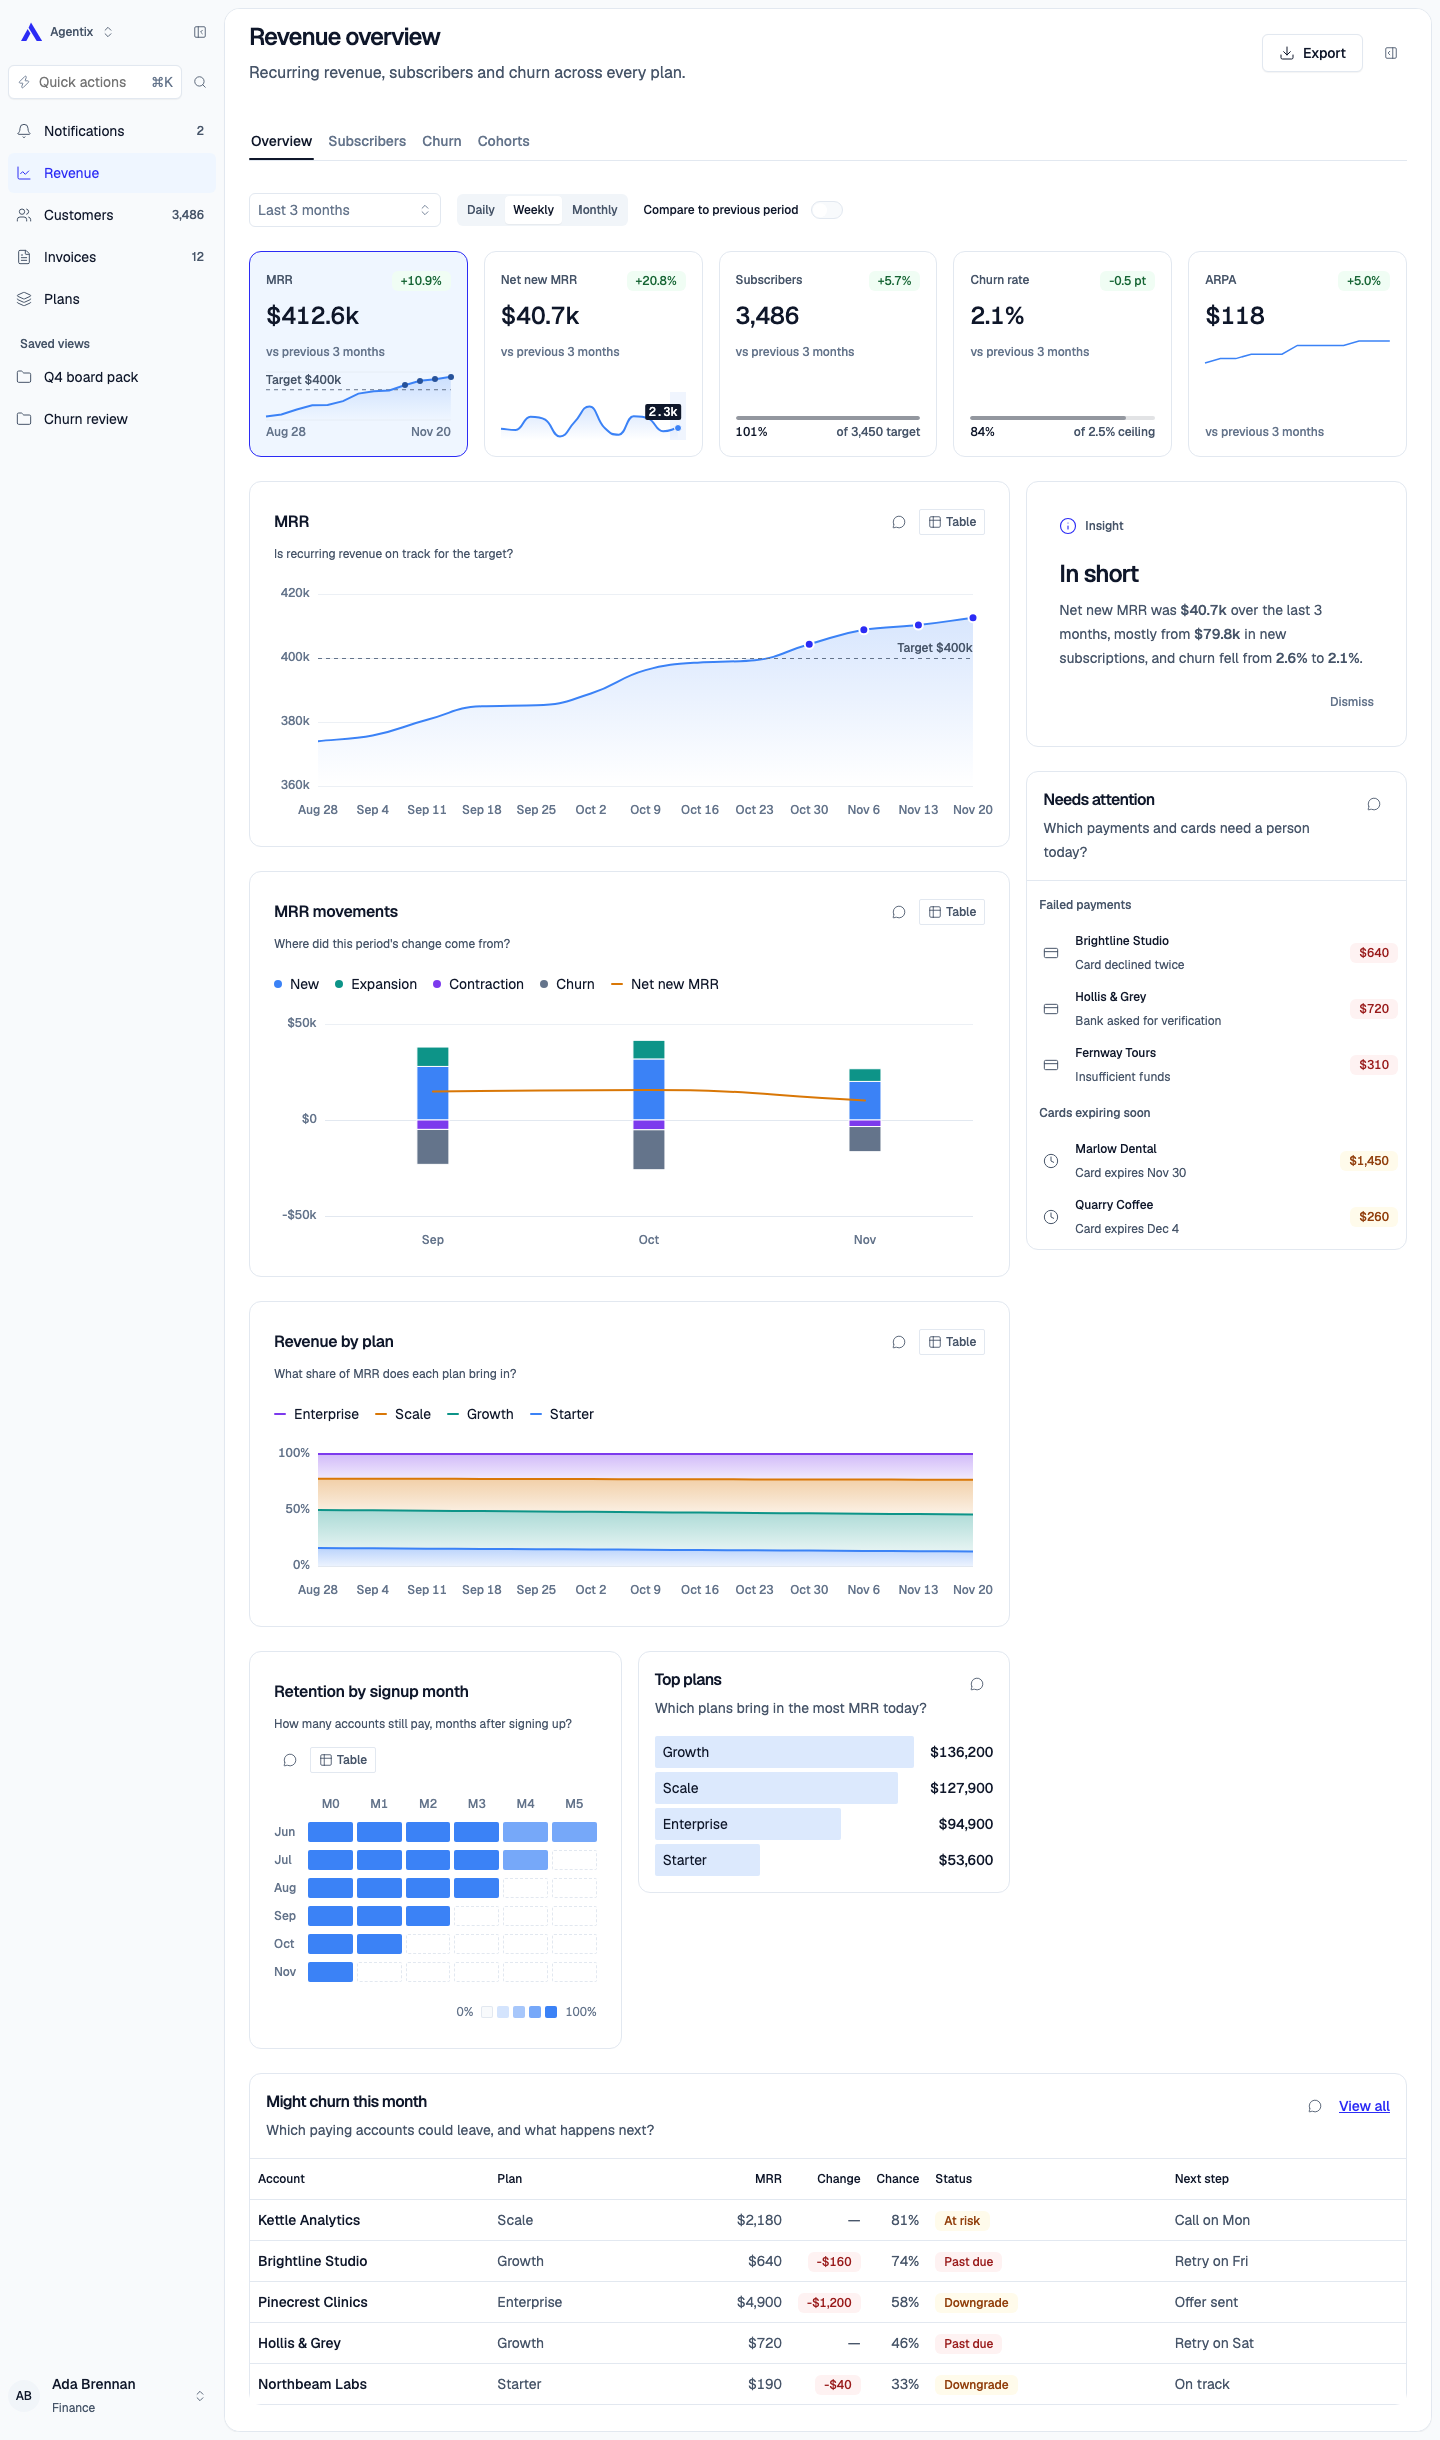 Agentix
Quick actions ⌘K
Notifications 2
Revenue
Customers 3,486
Invoices 12
Plans
Saved views
Q4 board pack
Churn review
AB
Ada Brennan
Finance
Revenue overview
Recurring revenue, subscribers and churn across every plan.
Export
Overview Subscribers Churn Cohorts
Last 3 months
Daily Weekly Monthly
Compare to previous period
MRR +10.9%
$412.6k
vs previous 3 months
Target $400k
Aug 28 Nov 20
Net new MRR +20.8%
$40.7k
vs previous 3 months
2.3k
Subscribers +5.7%
3,486
vs previous 3 months
101% of 3,450 target
Churn rate -0.5 pt
2.1%
vs previous 3 months
84% of 2.5% ceiling
ARPA +5.0%
$118
vs previous 3 months
MRR
Table
Is recurring revenue on track for the target?
420k
400k
380k
360k
Target $400k
Aug 28 Sep 4 Sep 11 Sep 18 Sep 25 Oct 2 Oct 9 Oct 16 Oct 23 Oct 30 Nov 6 Nov 13 Nov 20
Insight
In short
Net new MRR was $40.7k over the last 3
months, mostly from $79.8k in new
subscriptions, and churn fell from 2.6% to 2.1%.
Dismiss
Needs attention
Which payments and cards need a person
today?
Failed payments
Brightline Studio
Card declined twice
$640
Hollis & Grey
Bank asked for verification
$720
Fernway Tours
Insufficient funds
$310
Cards expiring soon
Marlow Dental
Card expires Nov 30
$1,450
Quarry Coffee
Card expires Dec 4
$260
MRR movements
Table
Where did this period's change come from?
New Expansion Contraction Churn Net new MRR
$50k
$0
-$50k
Sep Oct Nov
Revenue by plan
Table
What share of MRR does each plan bring in?
Enterprise Scale Growth Starter
100%
50%
0%
Aug 28 Sep 4 Sep 11 Sep 18 Sep 25 Oct 2 Oct 9 Oct 16 Oct 23 Oct 30 Nov 6 Nov 13 Nov 20
Retention by signup month
How many accounts still pay, months after signing up?
Table
M0 M1 M2 M3 M4 M5
Jun
Jul
Aug
Sep
Oct
Nov
0% 100%
Top plans
Which plans bring in the most MRR today?
Growth $136,200
Scale $127,900
Enterprise $94,900
Starter $53,600
Might churn this month
Which paying accounts could leave, and what happens next?
View all
Account Plan MRR Change Chance Status Next step
Kettle Analytics Scale $2,180 — 81% At risk Call on Mon
Brightline Studio Growth $640 -$160 74% Past due Retry on Fri
Pinecrest Clinics Enterprise $4,900 -$1,200 58% Downgrade Offer sent
Hollis & Grey Growth $720 — 46% Past due Retry on Sat
Northbeam Labs Starter $190 -$40 33% Downgrade On track